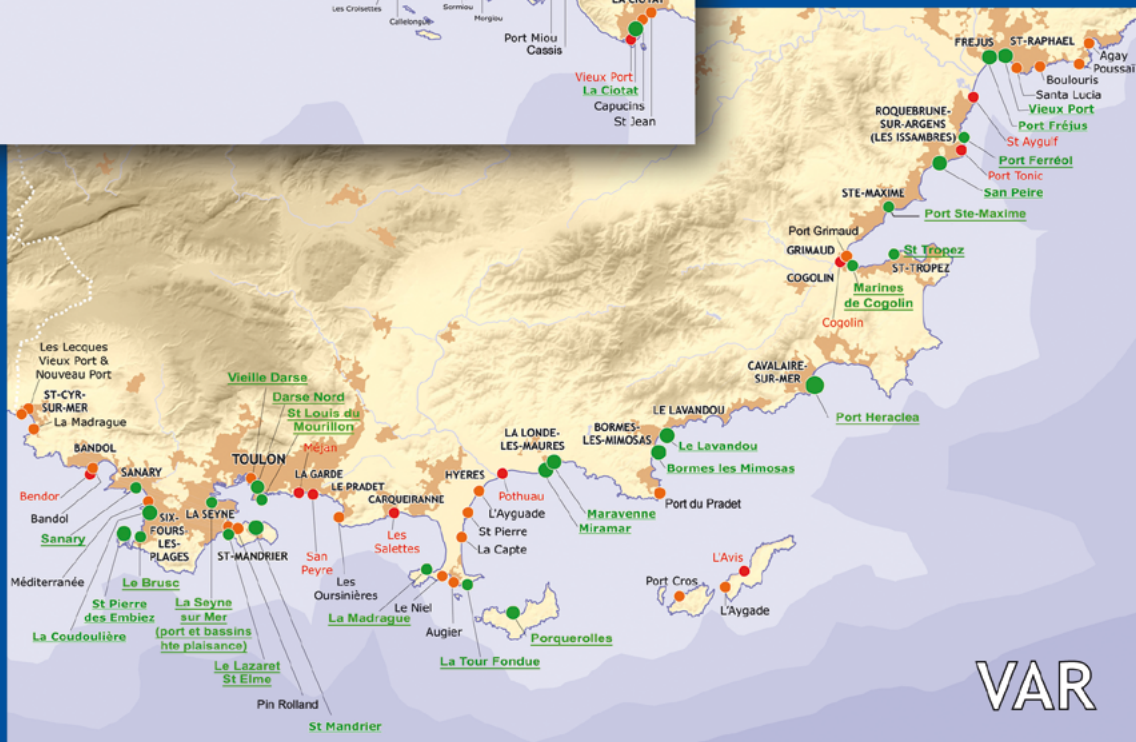 LA CIOTAT
Les Croisettes
Callelongue
Sormiou
Morgiou
Port Miou
Cassis
Vieux Port
La Ciotat
Capucins
St Jean
FREJUS
ST-RAPHAEL
Agay
Poussaï
Boulouris
Santa Lucia
Vieux Port
Port Fréjus
St Aygulf
ROQUEBRUNE-
SUR-ARGENS
(LES ISSAMBRES)
Port Ferréol
Port Tonic
San Peire
STE-MAXIME
Port Ste-Maxime
Port Grimaud
GRIMAUD
COGOLIN
St Tropez
ST-TROPEZ
Marines
de Cogolin
Cogolin
CAVALAIRE-
SUR-MER
Port Heraclea
LE LAVANDOU
BORMES-
LES-MIMOSAS
Le Lavandou
Bormes les Mimosas
Port du Pradet
LA LONDE-
LES-MAURES
Maravenne
Miramar
HYERES
Pothuau
L'Ayguade
St Pierre
La Capte
Les Lecques
Vieux Port &
Nouveau Port
ST-CYR-
SUR-MER
La Madrague
BANDOL
Bendor
Bandol
SANARY
Sanary
Vieille Darse
Darse Nord
St Louis du
Mourillon
Méjan
TOULON
LA GARDE
LE PRADET
CARQUEIRANNE
SIX-
FOURS-
LES-
PLAGES
LA SEYNE
ST-MANDRIER
San
Peyre
Les
Salettes
Les
Oursinières
Méditerranée
Le Brusc
St Pierre
des Embiez
La Coudoulière
La Seyne
sur Mer
(port et bassins
hte plaisance)
Le Lazaret
St Elme
Pin Rolland
St Mandrier
Le Niel
La Madrague
Augier
La Tour Fondue
Porquerolles
Port Cros
L'Avis
L'Aygade
VAR